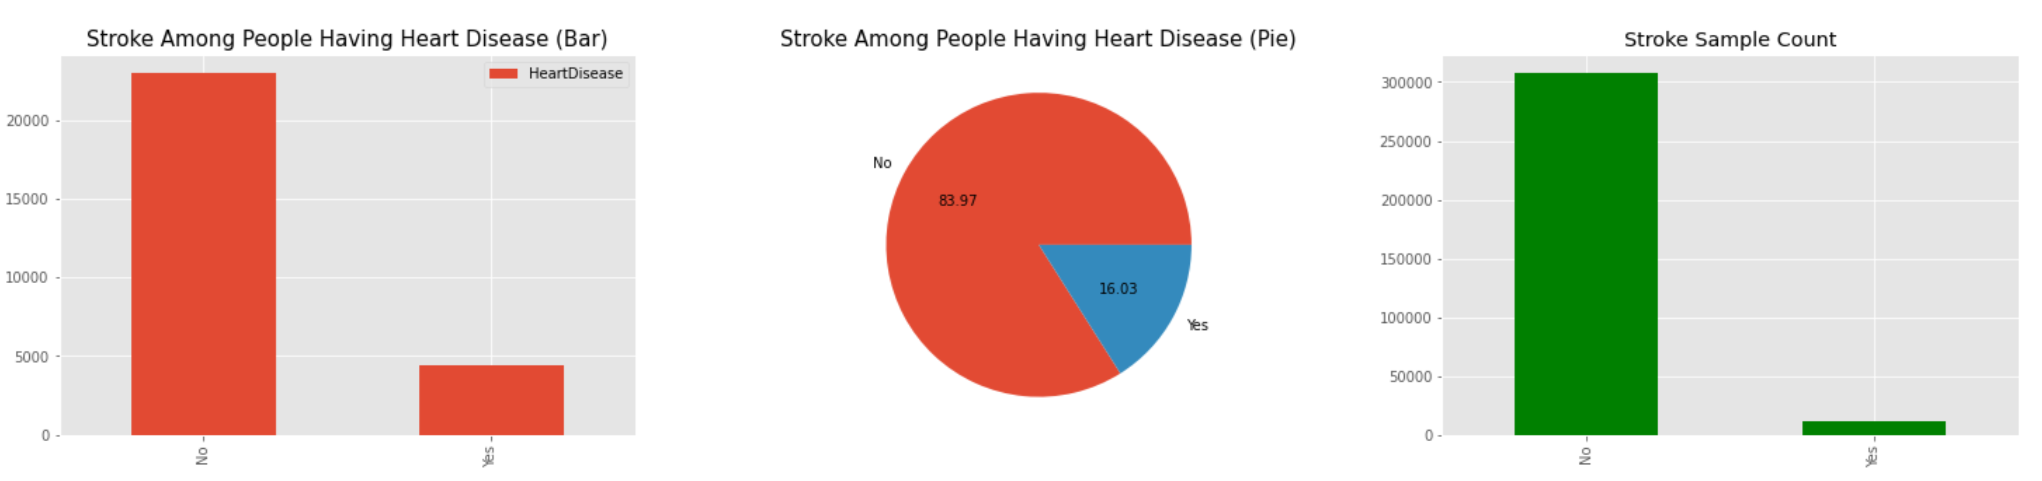 Stroke Among People Having Heart Disease (Bar)
HeartDisease
20000
15000
10000
5000
0
No
Yes
Stroke Among People Having Heart Disease (Pie)
No
83.97
16.03
Yes
Stroke Sample Count
300000
250000
200000
150000
100000
50000
0
No
Yes